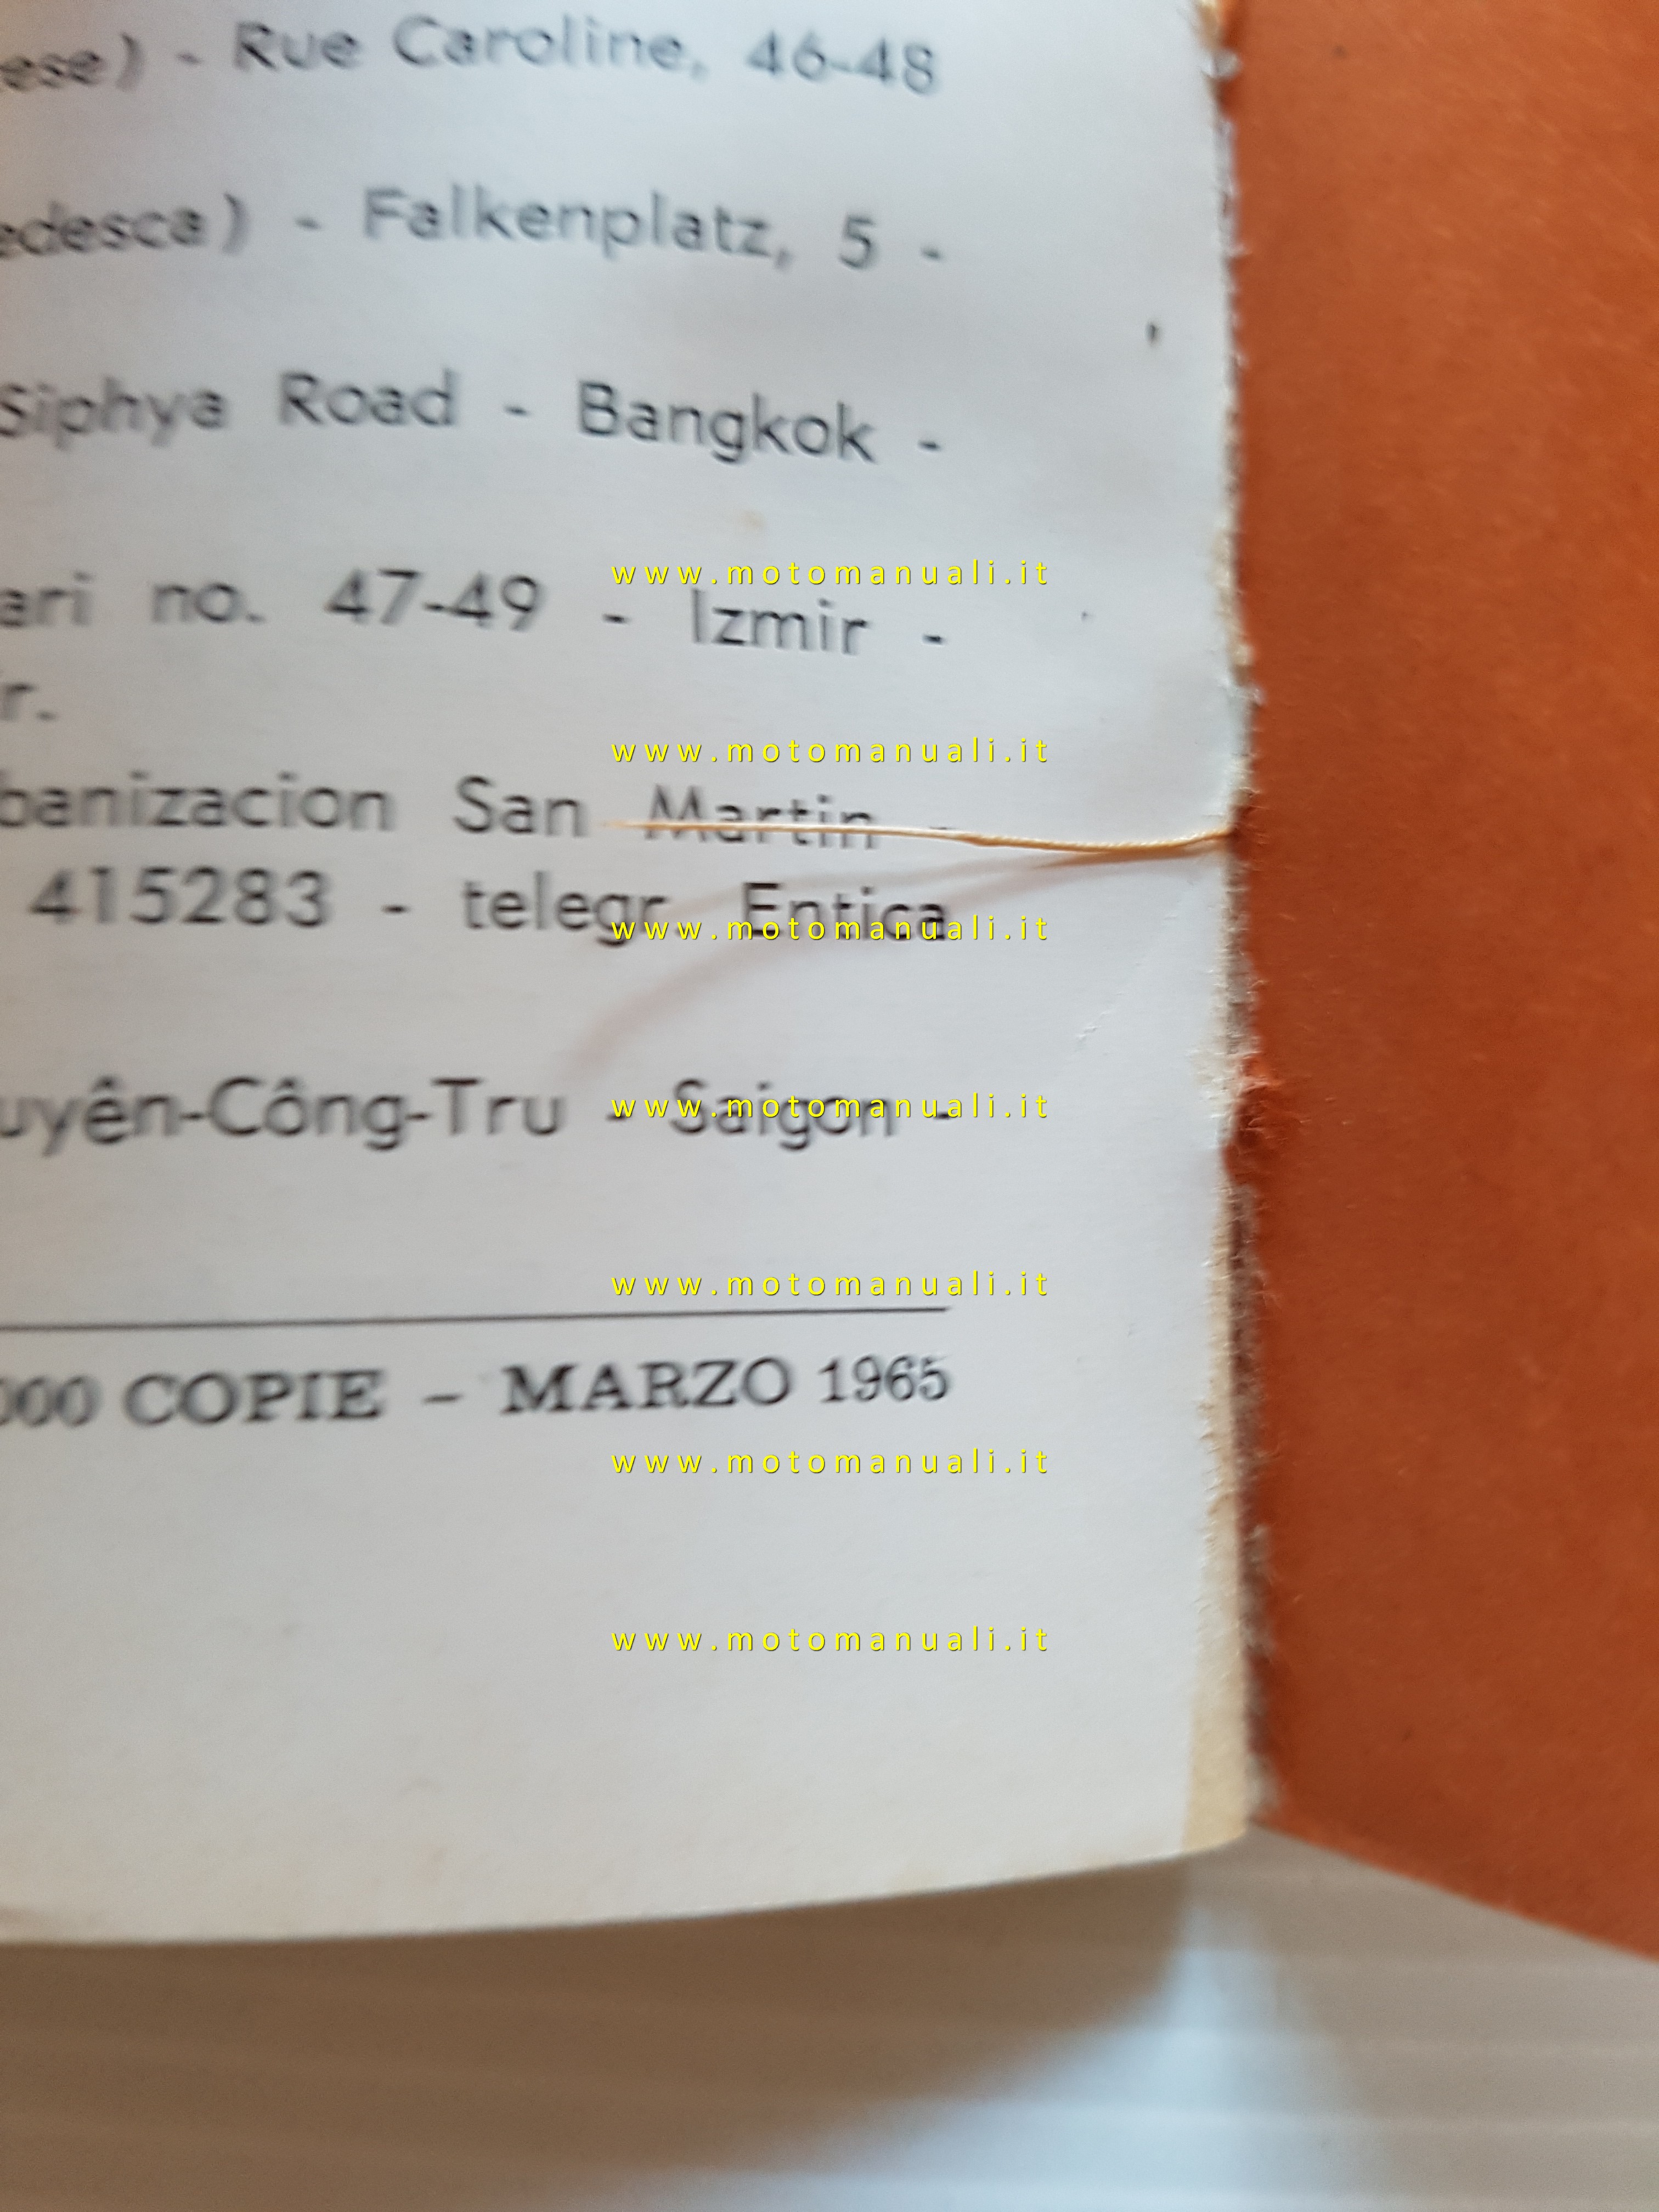 ese) - Rue Caroline, 46-48
edesca) - Falkenplatz, 5 -
Siphya Road - Bangkok -
www.motomanuali.it
ari no. 47-49 - Izmir -
r.
www.motomanuali.it
banizacion San Martin -
415283 - telegr. Entica
www.motomanuali.it
uyên-Công-Tru - Saigon -
www.motomanuali.it
www.motomanuali.it
000 COPIE - MARZO 1965
www.motomanuali.it
www.motomanuali.it